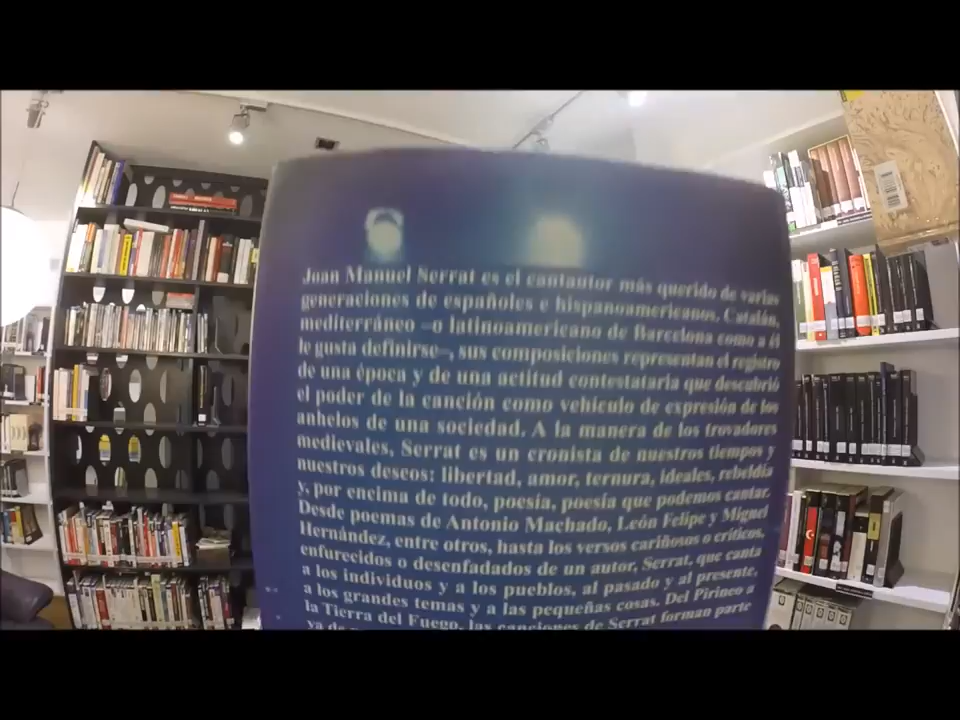 Joan Manuel Serrat es el cantautor más querido de varias
generaciones de españoles e hispanoamericanos. Catalán,
mediterráneo –o latinoamericano de Barcelona como a él
le gusta definirse–, sus composiciones representan el registro
de una época y de una actitud contestataria que descubrió
el poder de la canción como vehículo de expresión de los
anhelos de una sociedad. A la manera de los trovadores
medievales, Serrat es un cronista de nuestros tiempos y
nuestros deseos: libertad, amor, ternura, ideales, rebeldía
y, por encima de todo, poesía, poesía que podemos cantar.
Desde poemas de Antonio Machado, León Felipe y Miguel
Hernández, entre otros, hasta los versos cariñosos o críticos,
enfurecidos o desenfadados de un autor, Serrat, que canta
a los individuos y a los pueblos, al pasado y al presente,
a los grandes temas y a las pequeñas cosas. Del Pirineo a
la Tierra del Fuego, las canciones de Serrat forman parte
ya de